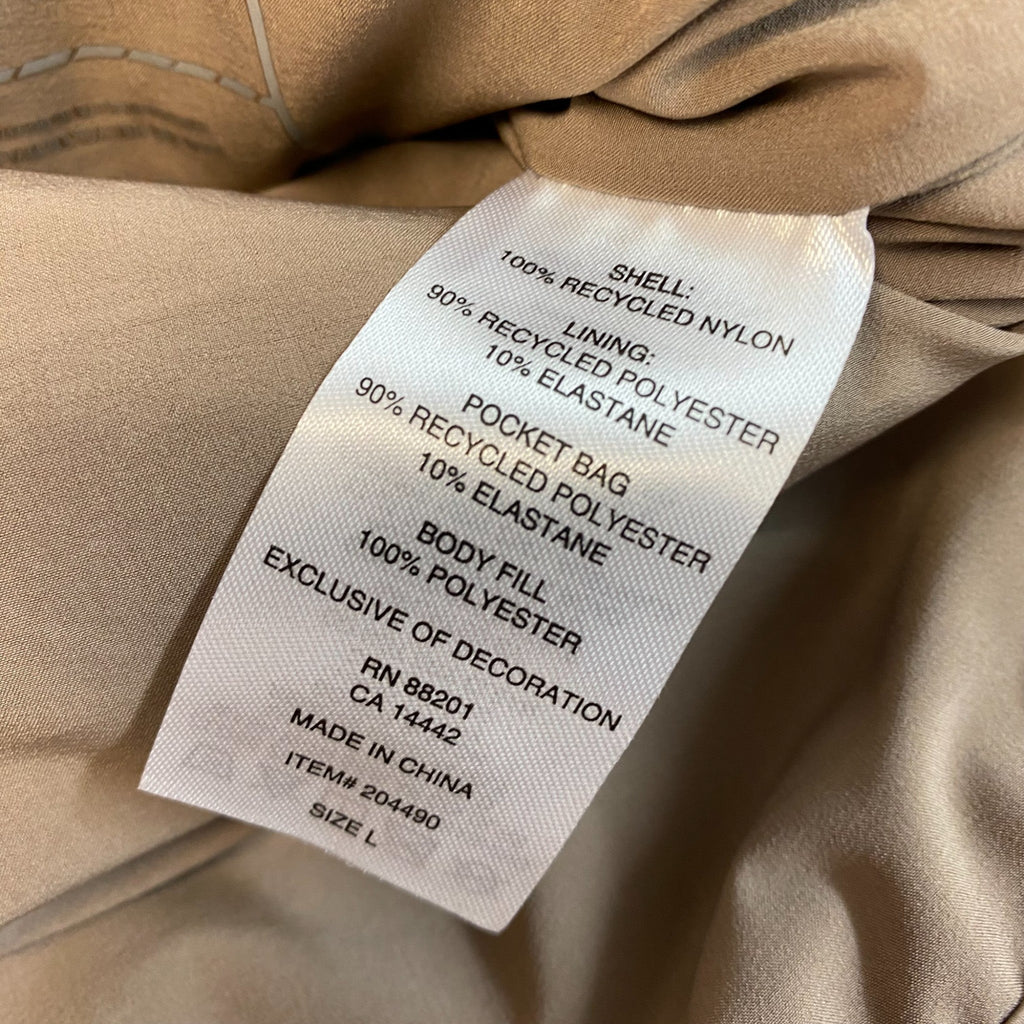 SHELL:
100% RECYCLED NYLON
LINING:
90% RECYCLED POLYESTER
10% ELASTANE
POCKET BAG
90% RECYCLED POLYESTER
10% ELASTANE
BODY FILL
100% POLYESTER
EXCLUSIVE OF DECORATION
RN 88201
CA 14442
MADE IN CHINA
ITEM# 204490
SIZE L